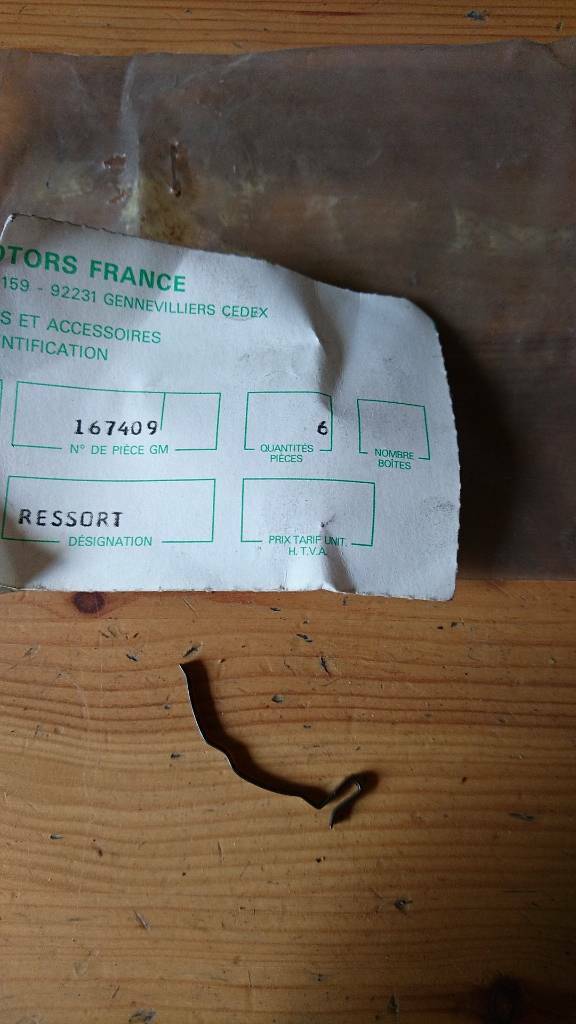 OTORS FRANCE
159 - 92231 GENNEVILLIERS CEDEX
S ET ACCESSOIRES
NTIFICATION
167409
N° DE PIÈCE GM
6
QUANTITÉS
PIÈCES
NOMBRE
BOÎTES
RESSORT
DÉSIGNATION
PRIX TARIF UNIT.
H.T.V.A.